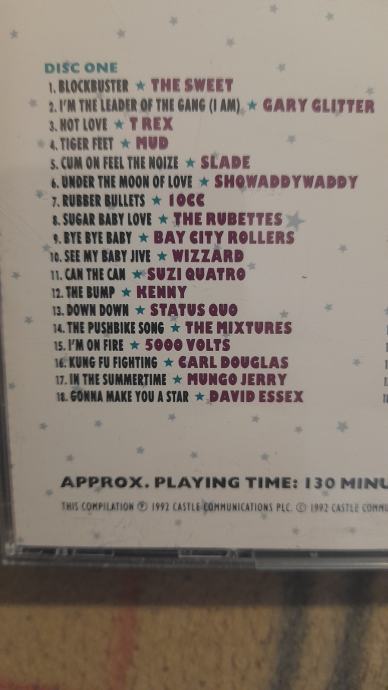 DISC ONE
1. BLOCKBUSTER ★ THE SWEET
2. I'M THE LEADER OF THE GANG (I AM) ★ GARY GLITTER
3. HOT LOVE ★ T REX
4. TIGER FEET ★ MUD
5. CUM ON FEEL THE NOIZE ★ SLADE
6. UNDER THE MOON OF LOVE ★ SHOWADDYWADDY
7. RUBBER BULLETS ★ 10CC
8. SUGAR BABY LOVE ★ THE RUBETTES
9. BYE BYE BABY ★ BAY CITY ROLLERS
10. SEE MY BABY JIVE ★ WIZZARD
11. CAN THE CAN ★ SUZI QUATRO
12. THE BUMP ★ KENNY
13. DOWN DOWN ★ STATUS QUO
14. THE PUSHBIKE SONG ★ THE MIXTURES
15. I'M ON FIRE ★ 5000 VOLTS
16. KUNG FU FIGHTING ★ CARL DOUGLAS
17. IN THE SUMMERTIME ★ MUNGO JERRY
18. GONNA MAKE YOU A STAR ★ DAVID ESSEX
APPROX. PLAYING TIME: 130 MINU
THIS COMPILATION ℗ 1992 CASTLE COMMUNICATIONS PLC. © 1992 CASTLE COMMU